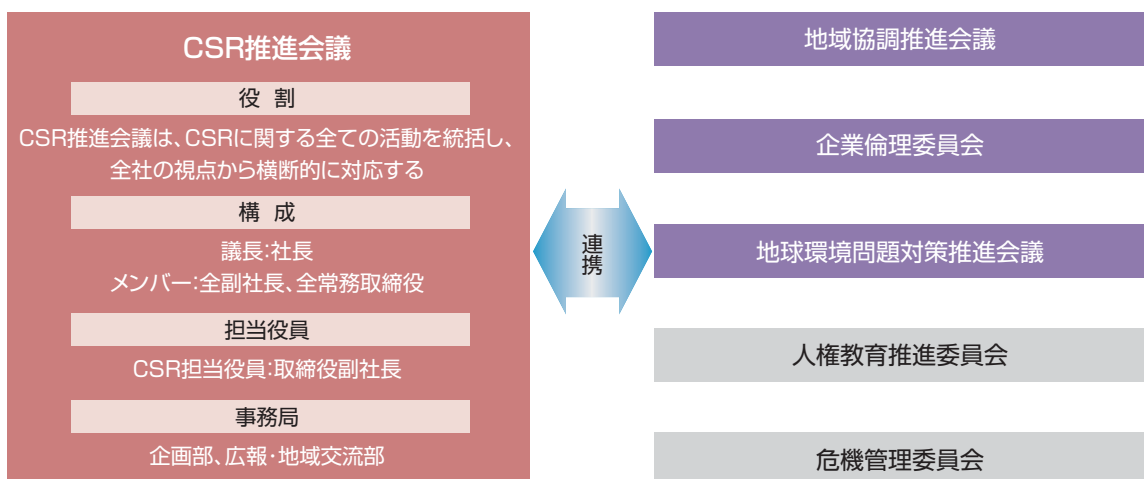 CSR推進会議
役 割
CSR推進会議は、CSRに関する全ての活動を統括し、
全社の視点から横断的に対応する
構 成
議長:社長
メンバー:全副社長、全常務取締役
担当役員
CSR担当役員:取締役副社長
事務局
企画部、広報・地域交流部
連携
地域協調推進会議
企業倫理委員会
地球環境問題対策推進会議
人権教育推進委員会
危機管理委員会